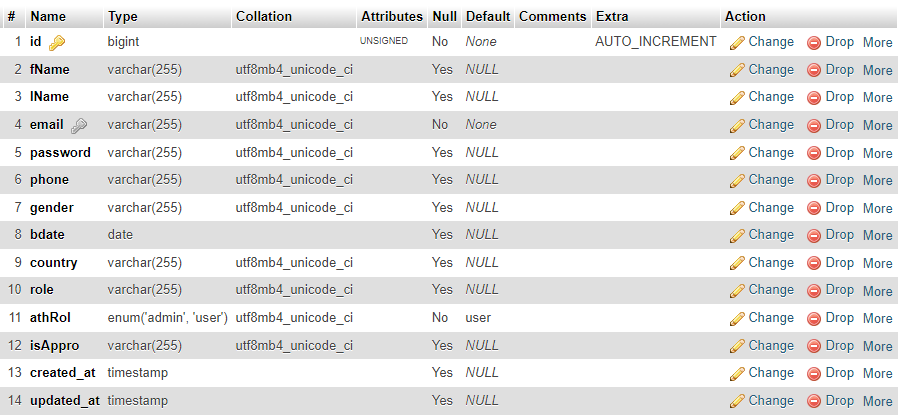 # Name Type Collation Attributes Null Default Comments Extra Action
1 id bigint UNSIGNED No None AUTO_INCREMENT Change Drop More
2 fName varchar(255) utf8mb4_unicode_ci Yes NULL Change Drop More
3 lName varchar(255) utf8mb4_unicode_ci Yes NULL Change Drop More
4 email varchar(255) utf8mb4_unicode_ci No None Change Drop More
5 password varchar(255) utf8mb4_unicode_ci Yes NULL Change Drop More
6 phone varchar(255) utf8mb4_unicode_ci Yes NULL Change Drop More
7 gender varchar(255) utf8mb4_unicode_ci Yes NULL Change Drop More
8 bdate date Yes NULL Change Drop More
9 country varchar(255) utf8mb4_unicode_ci Yes NULL Change Drop More
10 role varchar(255) utf8mb4_unicode_ci Yes NULL Change Drop More
11 athRol enum('admin', 'user') utf8mb4_unicode_ci No user Change Drop More
12 isAppro varchar(255) utf8mb4_unicode_ci Yes NULL Change Drop More
13 created_at timestamp Yes NULL Change Drop More
14 updated_at timestamp Yes NULL Change Drop More